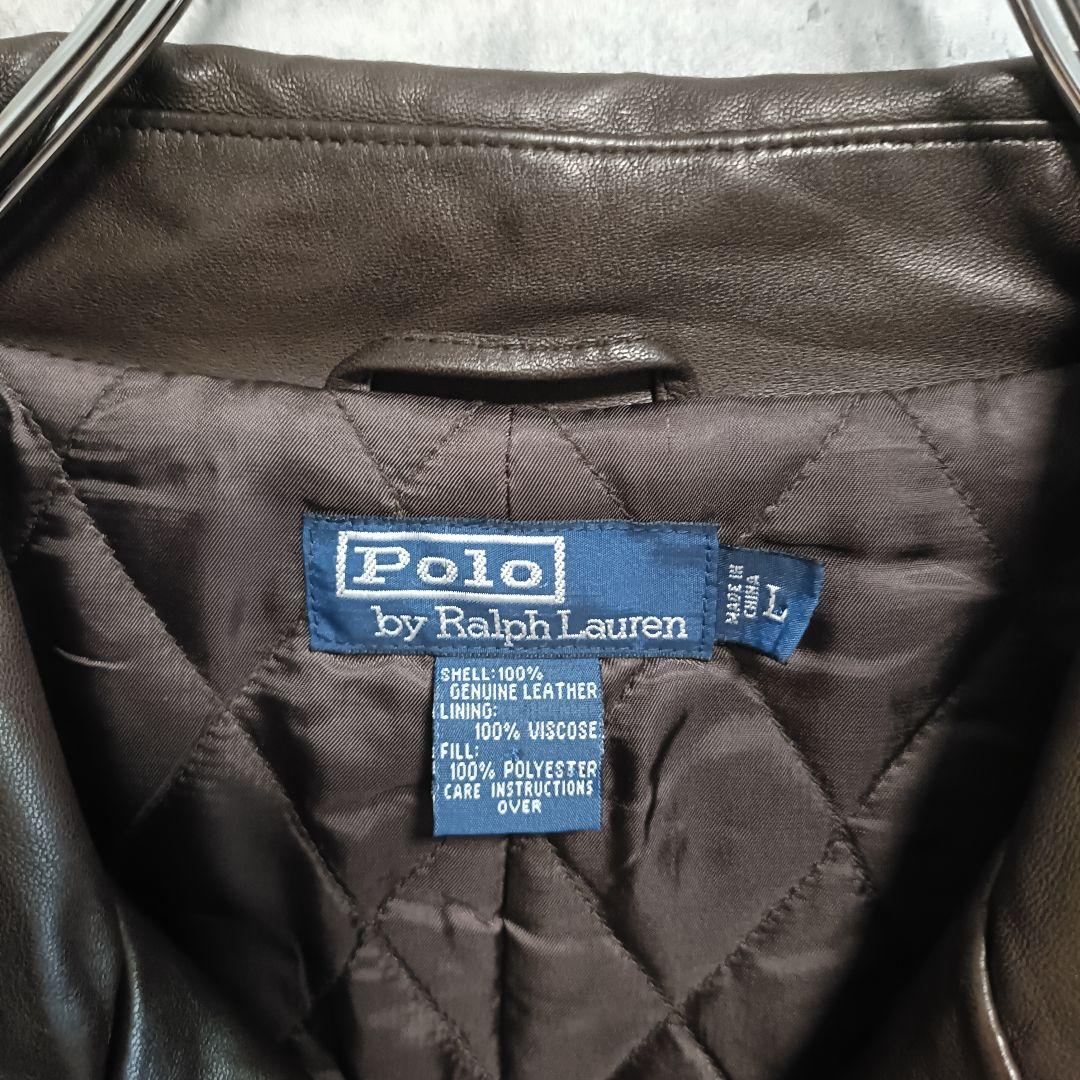 Polo
by Ralph Lauren
MADE IN
CHINA
L
SHELL:100%
GENUINE LEATHER
LINING:
100% VISCOSE
FILL:
100% POLYESTER
CARE INSTRUCTIONS
OVER